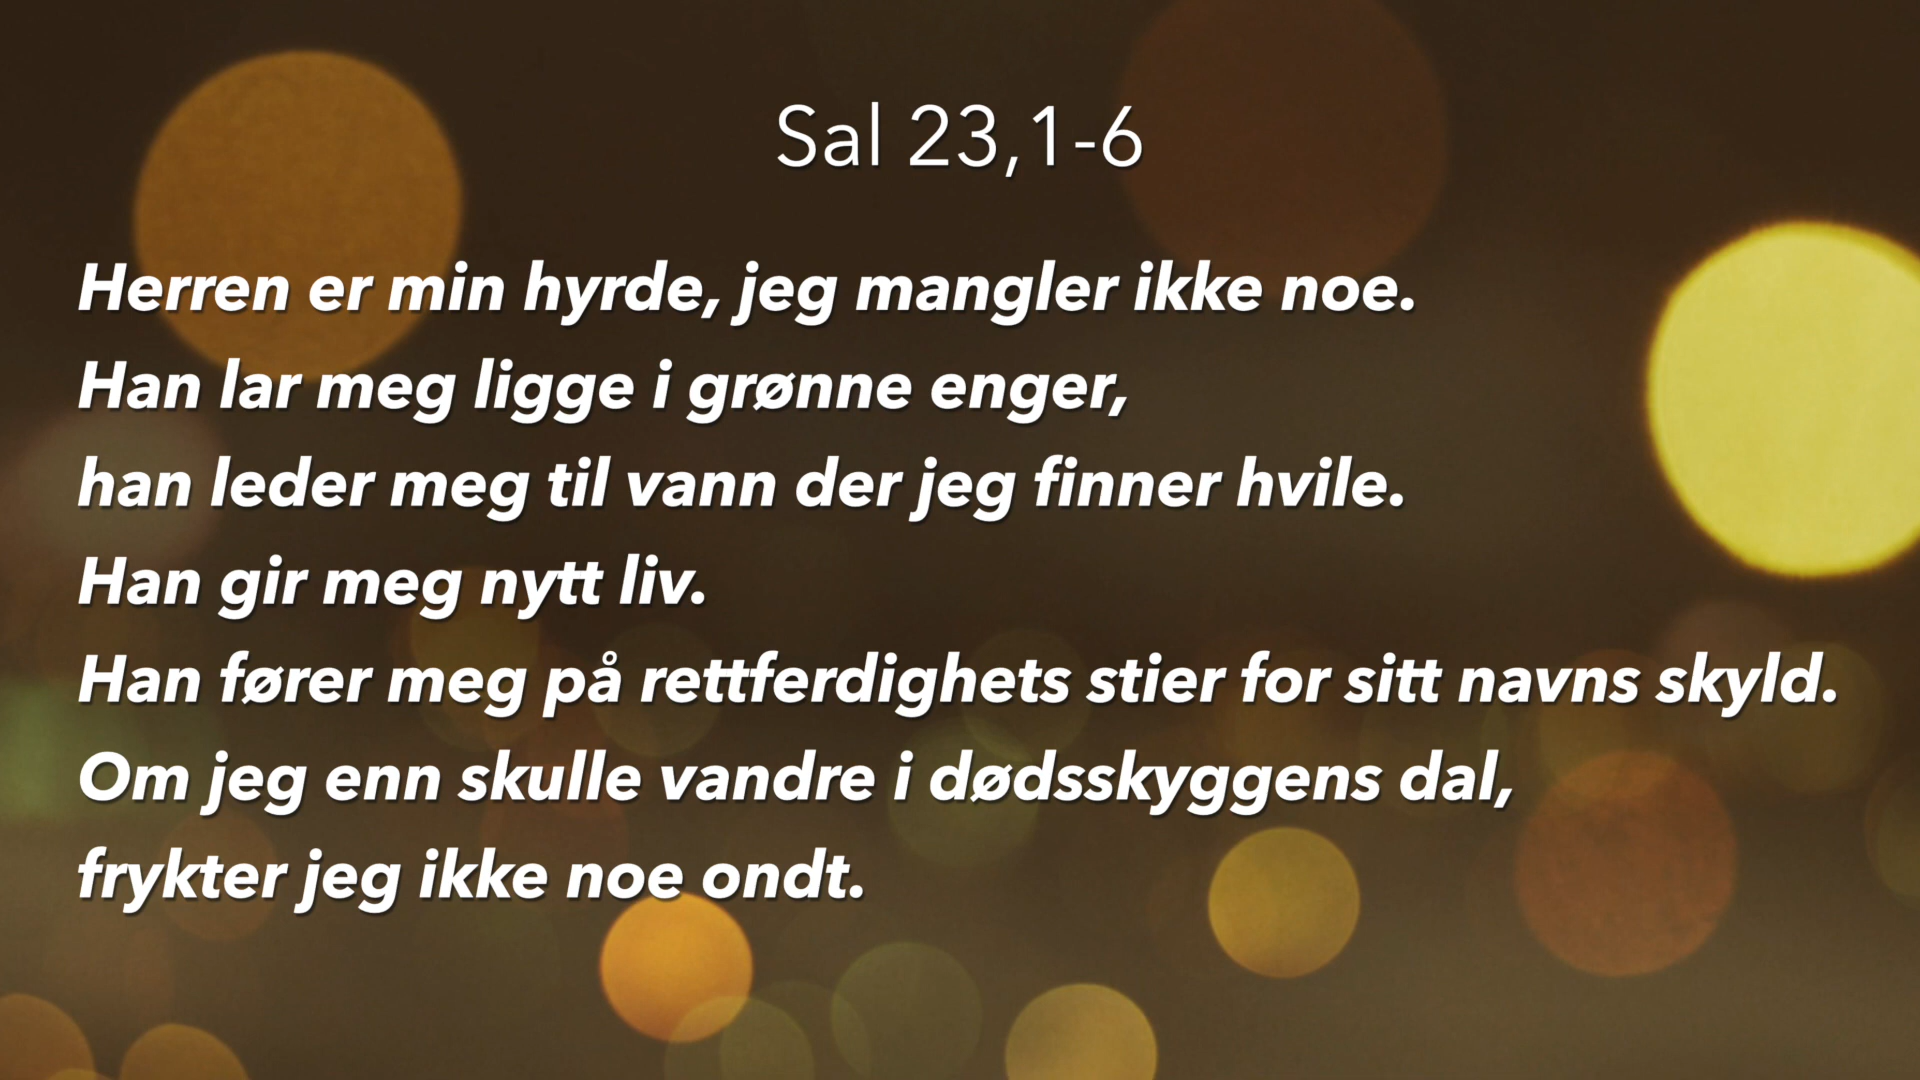 Sal 23,1-6
Herren er min hyrde, jeg mangler ikke noe.
Han lar meg ligge i grønne enger,
han leder meg til vann der jeg finner hvile.
Han gir meg nytt liv.
Han fører meg på rettferdighets stier for sitt navns skyld.
Om jeg enn skulle vandre i dødsskyggens dal,
frykter jeg ikke noe ondt.